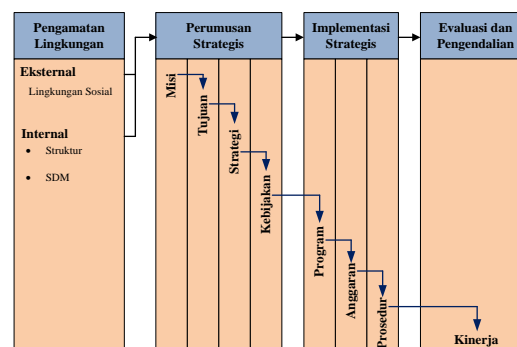 Pengamatan
Lingkungan
Perumusan
Strategis
Implementasi
Strategis
Evaluasi dan
Pengendalian
Eksternal
Lingkungan Sosial
Internal
• Struktur
• SDM
Misi
Tujuan
Strategi
Kebijakan
Program
Anggaran
Prosedur
Kinerja